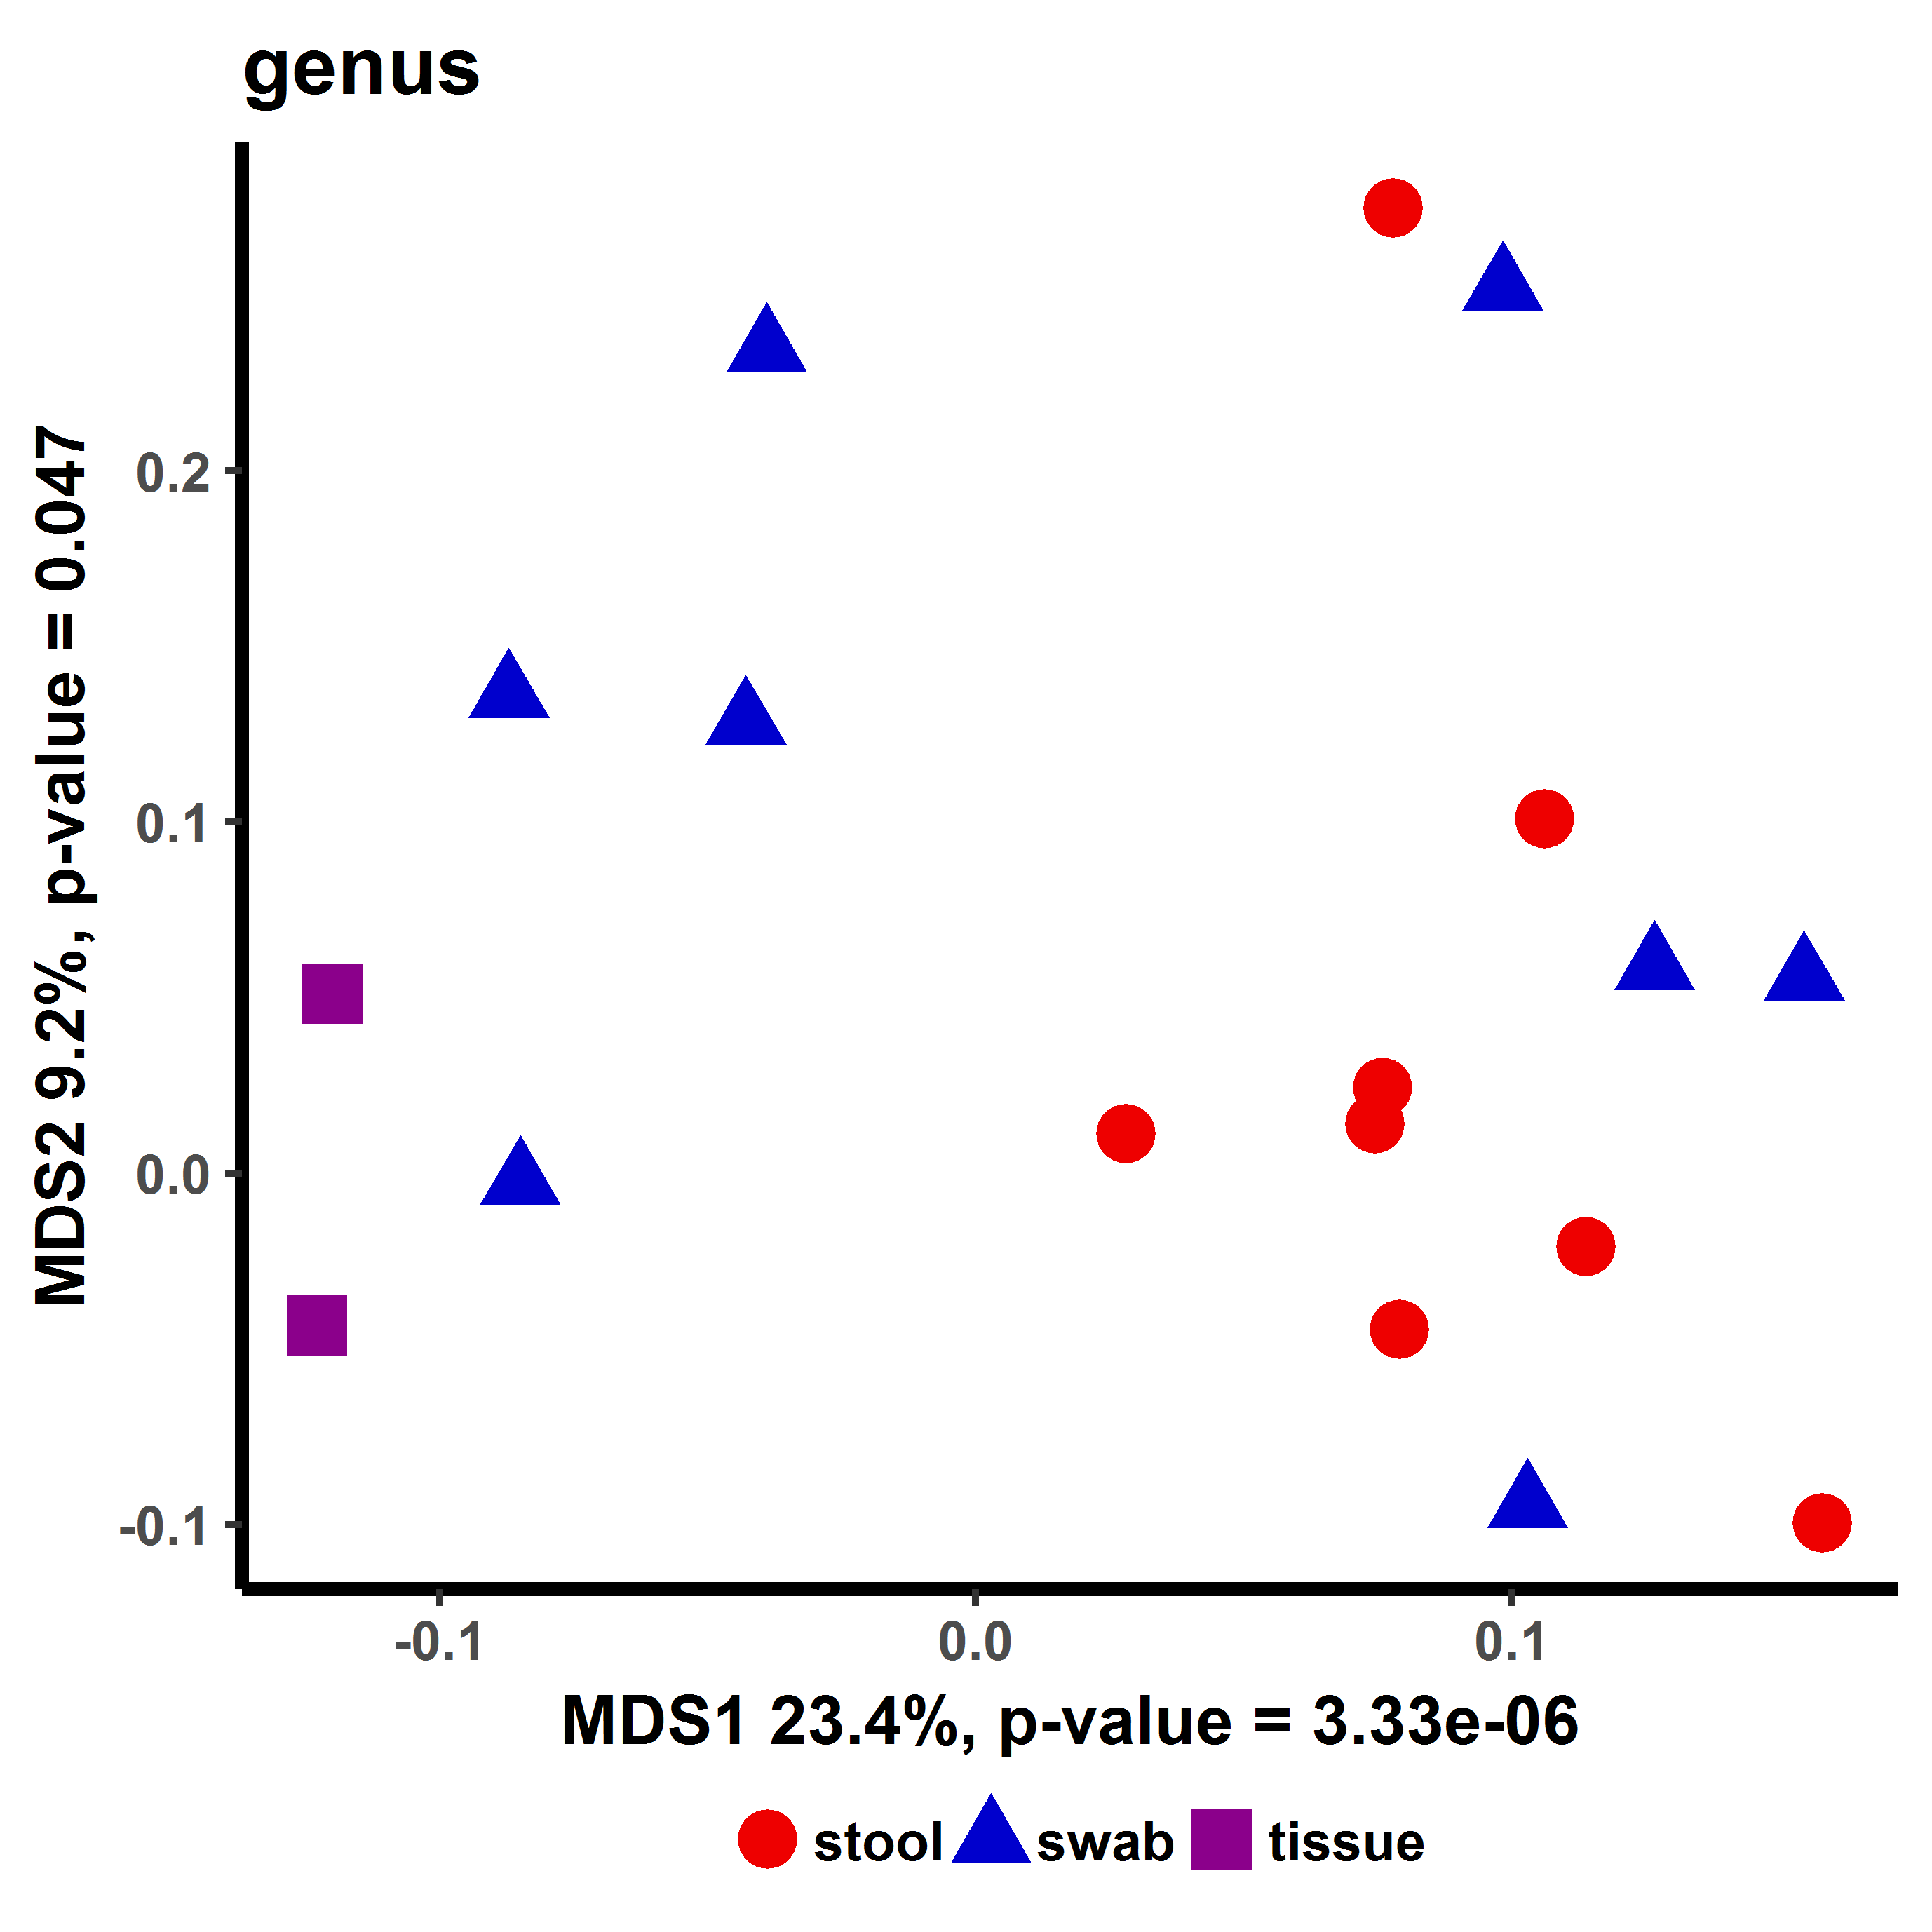 genus
MDS2 9.2%, p-value = 0.047
0.2
0.1
0.0
-0.1
-0.1 0.0 0.1
MDS1 23.4%, p-value = 3.33e-06
stool swab tissue